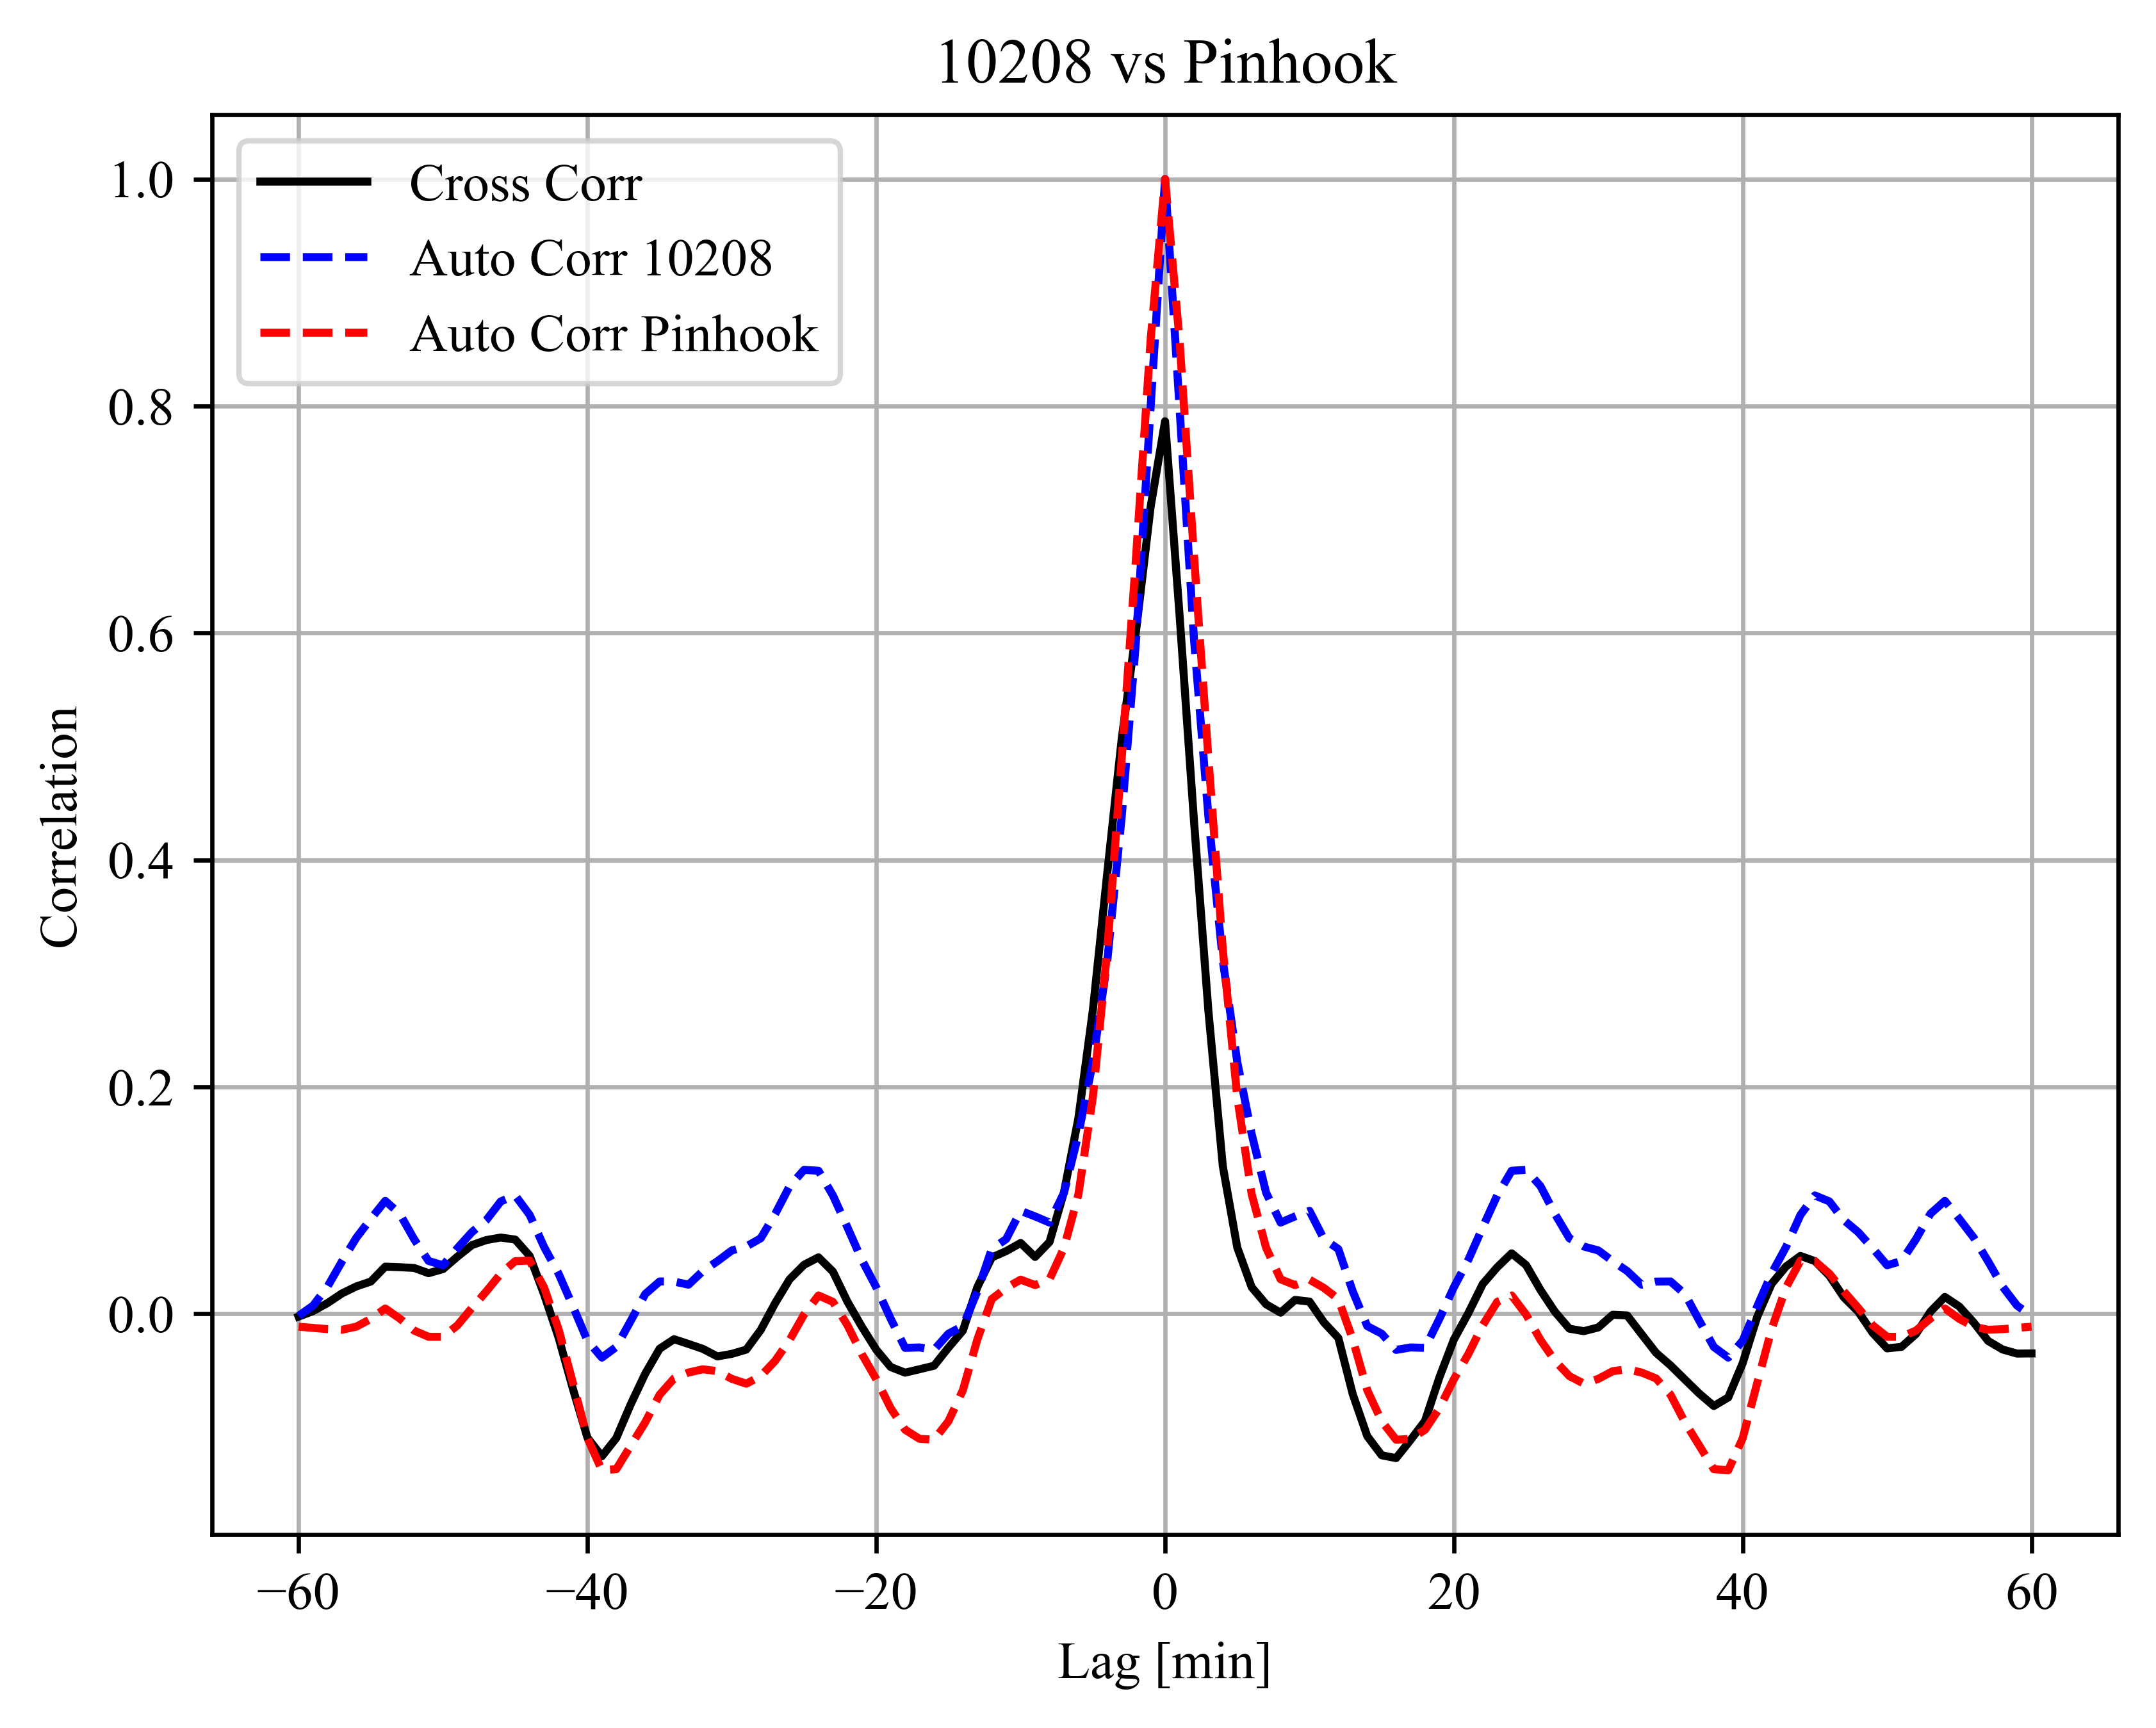 10208 vs Pinhook
Cross Corr
Auto Corr 10208
Auto Corr Pinhook
1.0
0.8
0.6
0.4
0.2
0.0
Correlation
−60 −40 −20 0 20 40 60
Lag [min]